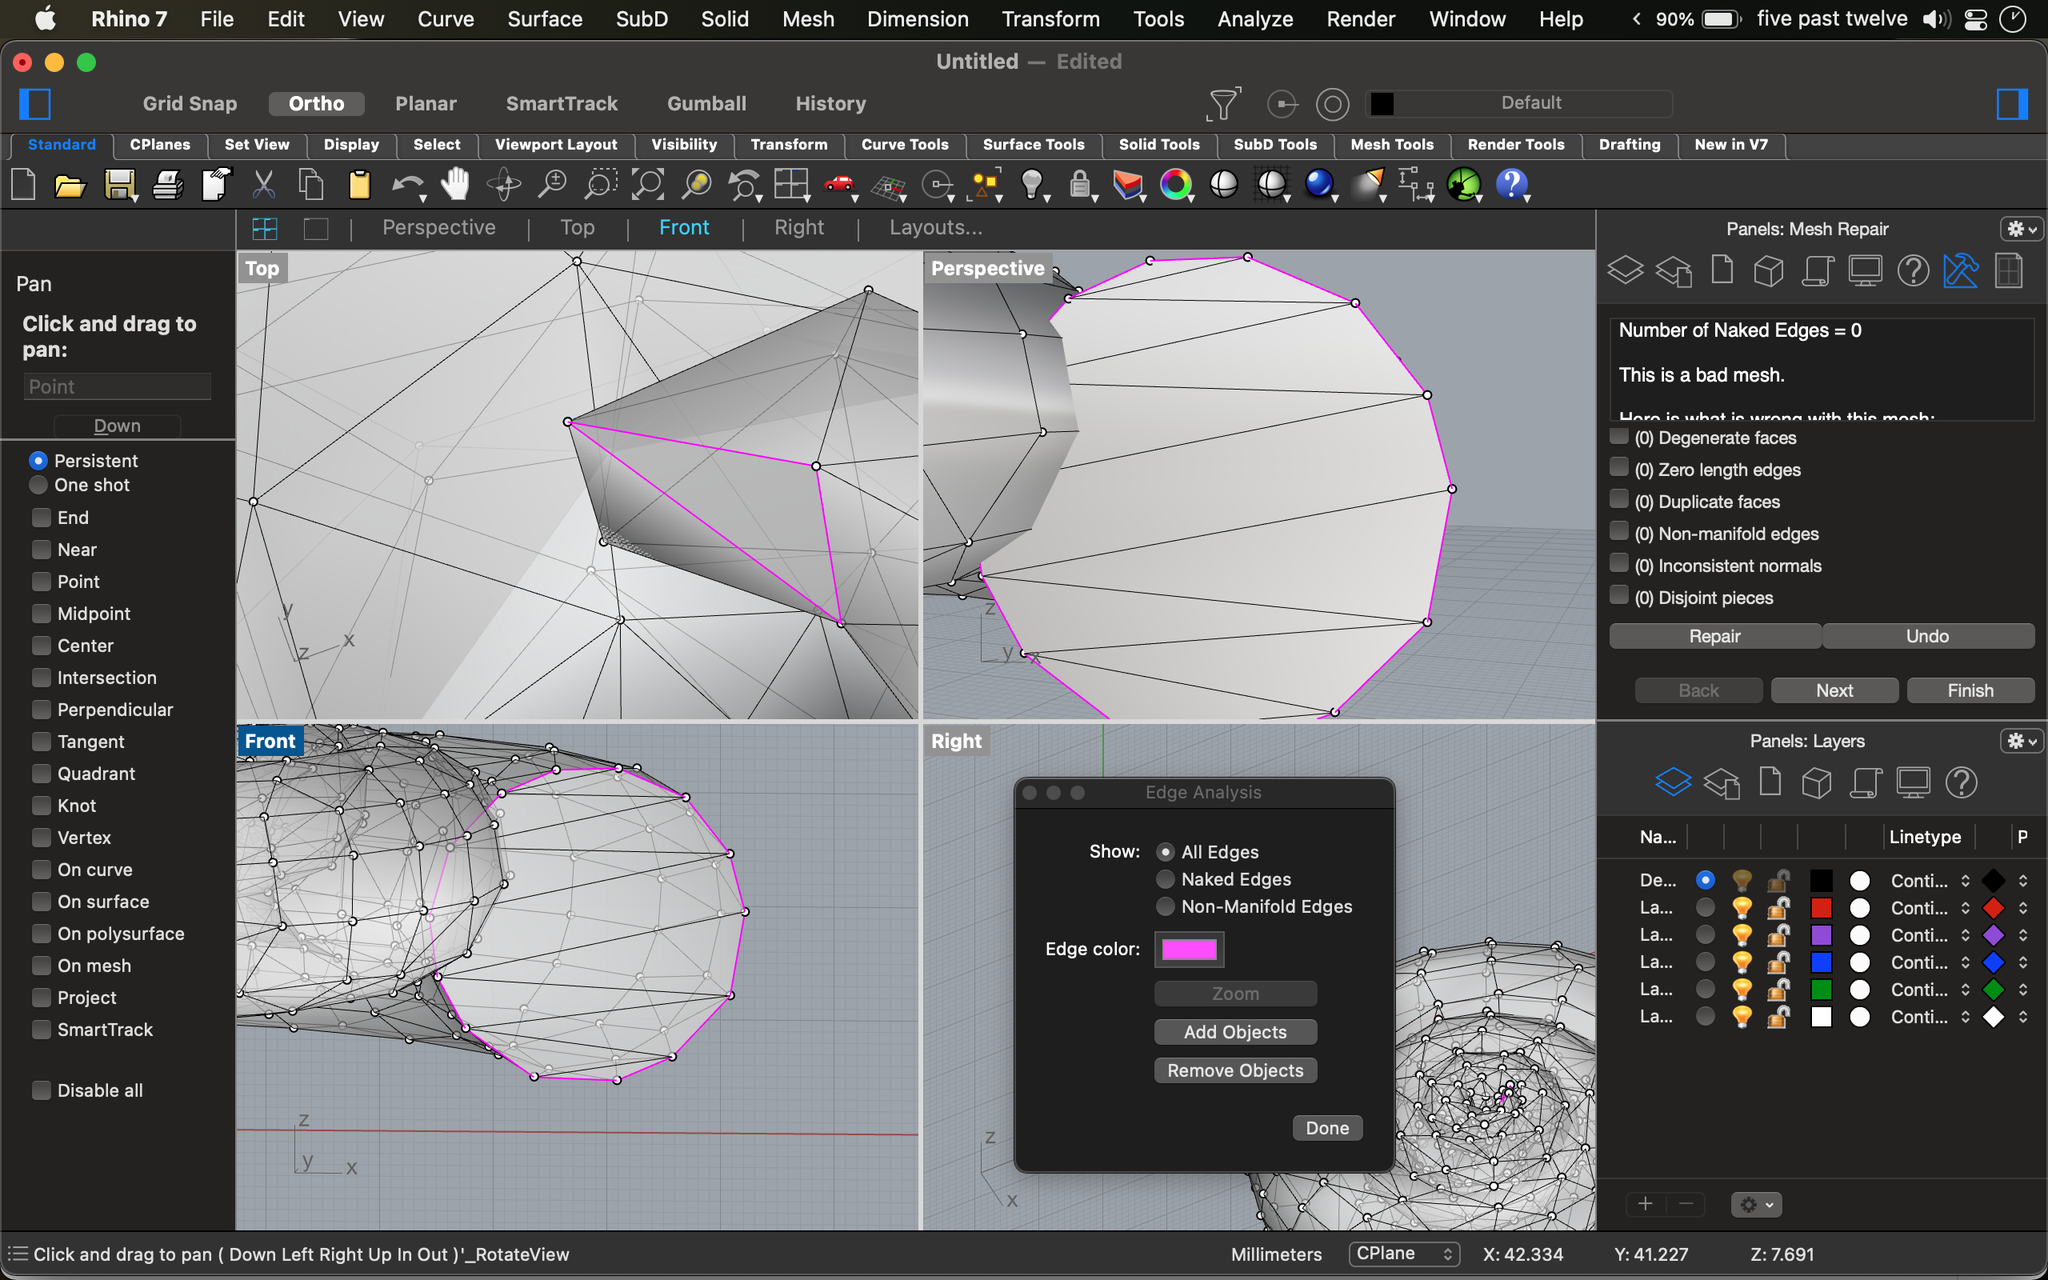 Rhino 7 File Edit View Curve Surface SubD Solid Mesh Dimension Transform Tools Analyze Render Window Help 90% five past twelve
Untitled — Edited
Grid Snap Ortho Planar SmartTrack Gumball History Default
Standard CPlanes Set View Display Select Viewport Layout Visibility Transform Curve Tools Surface Tools Solid Tools SubD Tools Mesh Tools Render Tools Drafting New in V7
Perspective Top Front Right Layouts...
Pan
Click and drag to
pan:
Point
Down
Persistent
One shot
End
Near
Point
Midpoint
Center
Intersection
Perpendicular
Tangent
Quadrant
Knot
Vertex
On curve
On surface
On polysurface
On mesh
Project
SmartTrack
Disable all
Top
y
z x
Perspective
z
y x
Front
z
y x
Right
z
x
Edge Analysis
Show: All Edges
Naked Edges
Non-Manifold Edges
Edge color:
Zoom
Add Objects
Remove Objects
Done
Panels: Mesh Repair
Number of Naked Edges = 0
This is a bad mesh.
Here is what is wrong with this mesh:
(0) Degenerate faces
(0) Zero length edges
(0) Duplicate faces
(0) Non-manifold edges
(0) Inconsistent normals
(0) Disjoint pieces
Repair Undo
Back Next Finish
Panels: Layers
Na... Linetype P
De... Conti...
La... Conti...
La... Conti...
La... Conti...
La... Conti...
La... Conti...
Click and drag to pan ( Down Left Right Up In Out )'_RotateView Millimeters CPlane X: 42.334 Y: 41.227 Z: 7.691